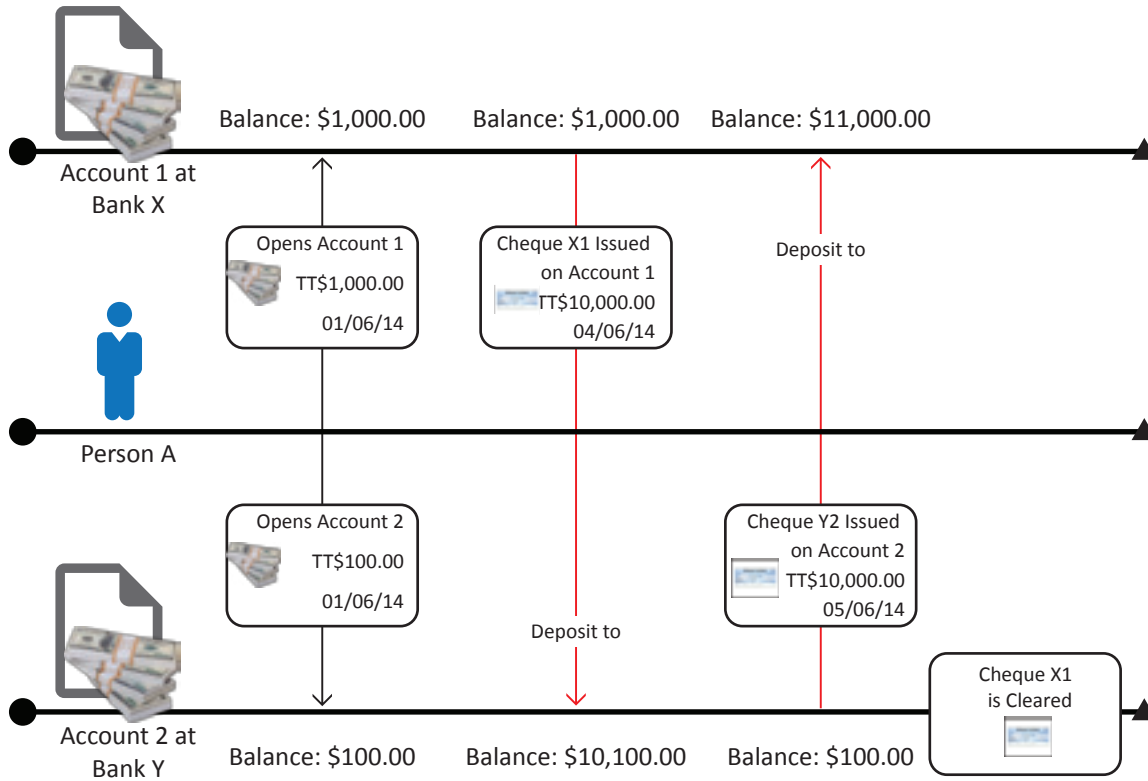 Balance: $1,000.00
Balance: $1,000.00
Balance: $11,000.00
Account 1 at
Bank X
Opens Account 1
TT$1,000.00
01/06/14
Cheque X1 Issued
on Account 1
TT$10,000.00
04/06/14
Deposit to
Person A
Opens Account 2
TT$100.00
01/06/14
Deposit to
Cheque Y2 Issued
on Account 2
TT$10,000.00
05/06/14
Cheque X1
is Cleared
Account 2 at
Bank Y
Balance: $100.00
Balance: $10,100.00
Balance: $100.00